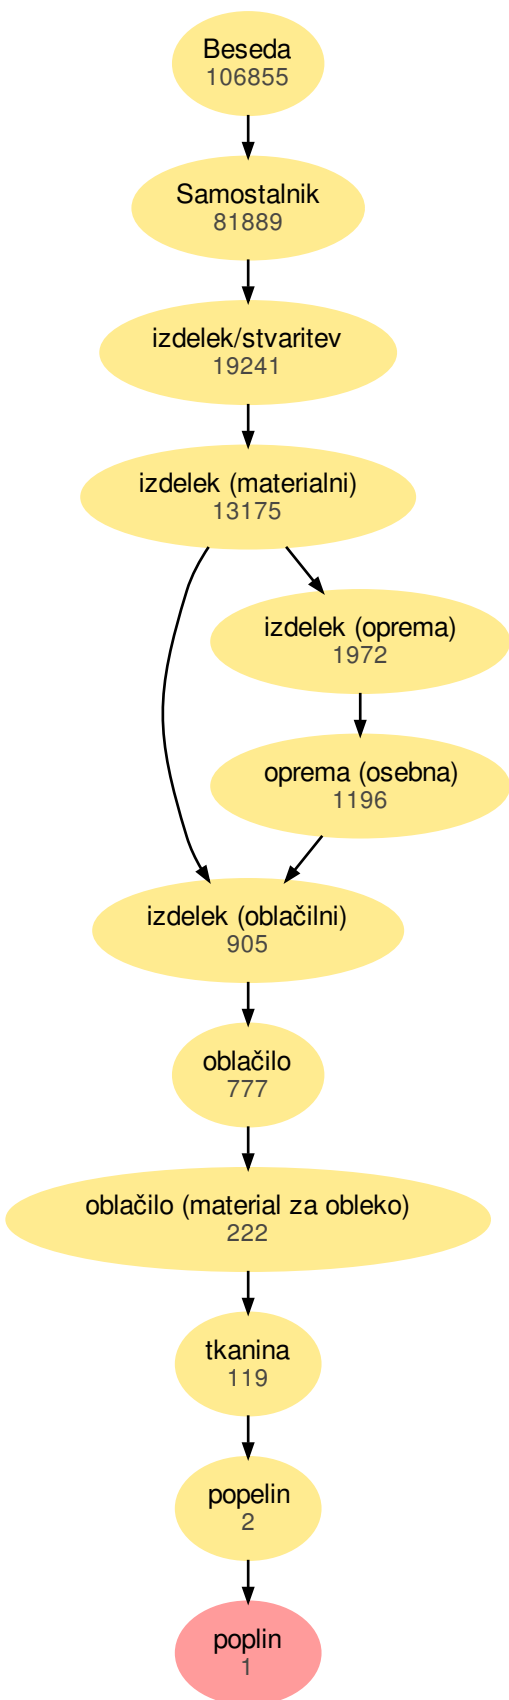 Beseda
106855
Samostalnik
81889
izdelek/stvaritev
19241
izdelek (materialni)
13175
izdelek (oprema)
1972
oprema (osebna)
1196
izdelek (oblačilni)
905
oblačilo
777
oblačilo (material za obleko)
222
tkanina
119
popelin
2
poplin
1